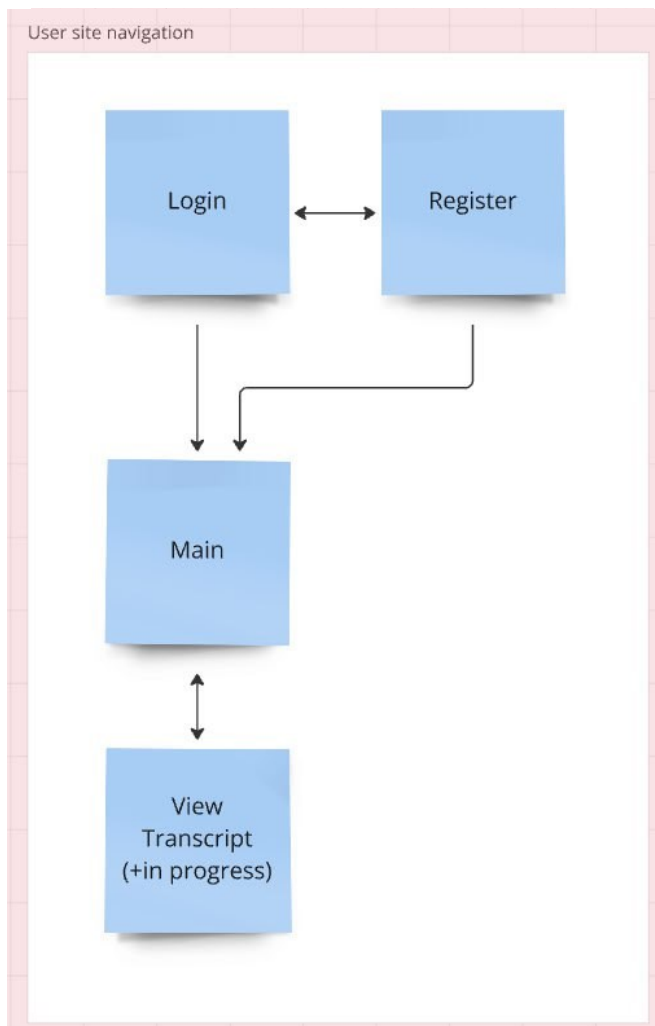 User site navigation
Login
Register
Main
View
Transcript
(+in progress)